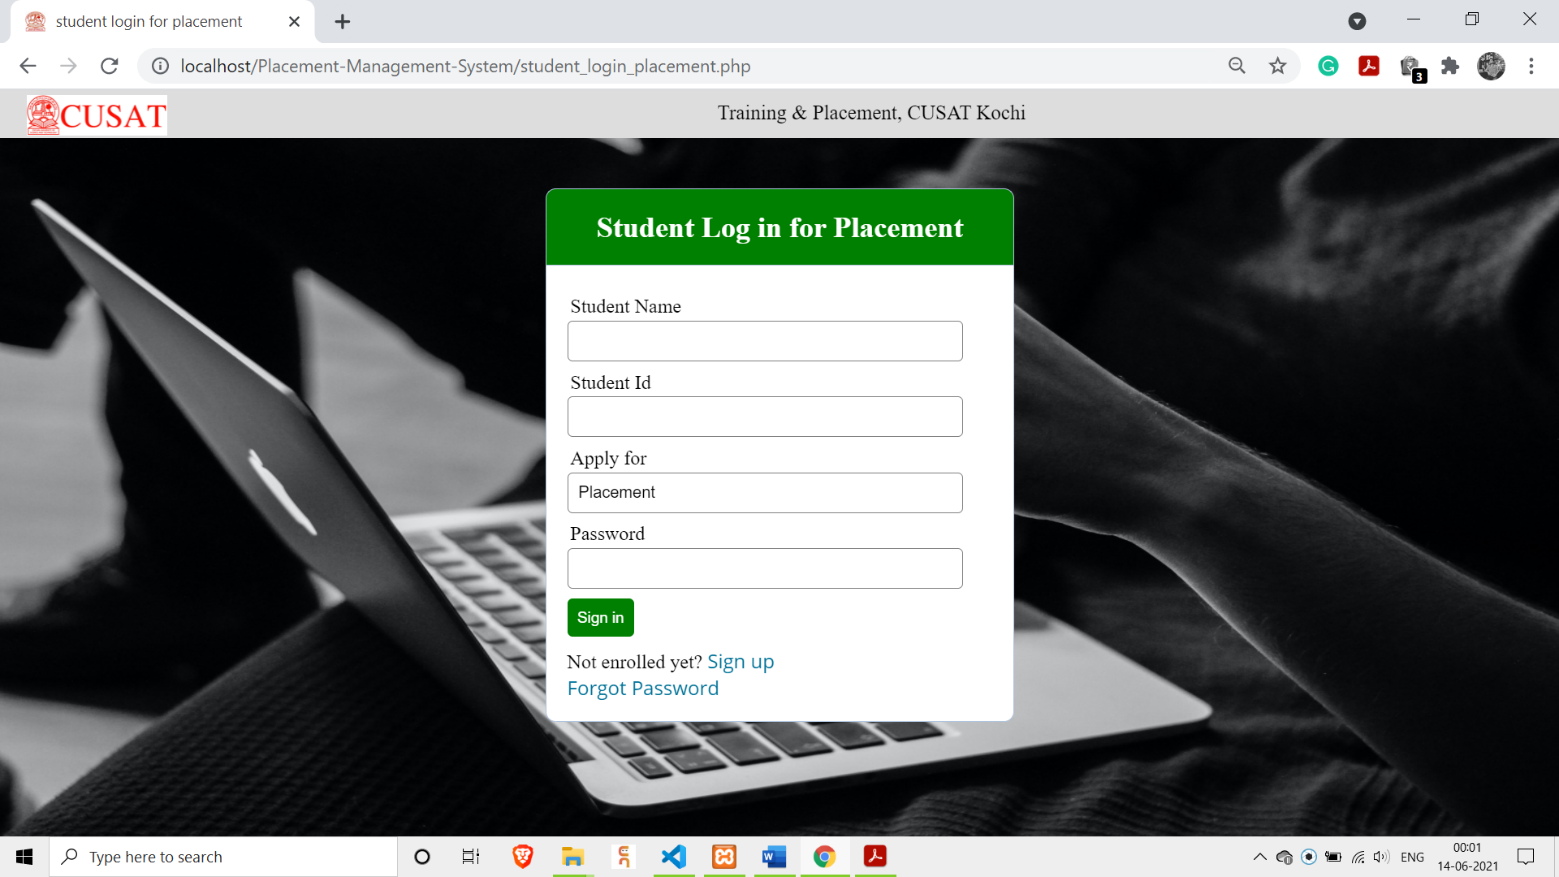 student login for placement
localhost/Placement-Management-System/student_login_placement.php
3
CUSAT
Training & Placement, CUSAT Kochi
Student Log in for Placement
Student Name
Student Id
Apply for
Placement
Password
Sign in
Not enrolled yet? Sign up
Forgot Password
Type here to search
ENG
00:01
14-06-2021